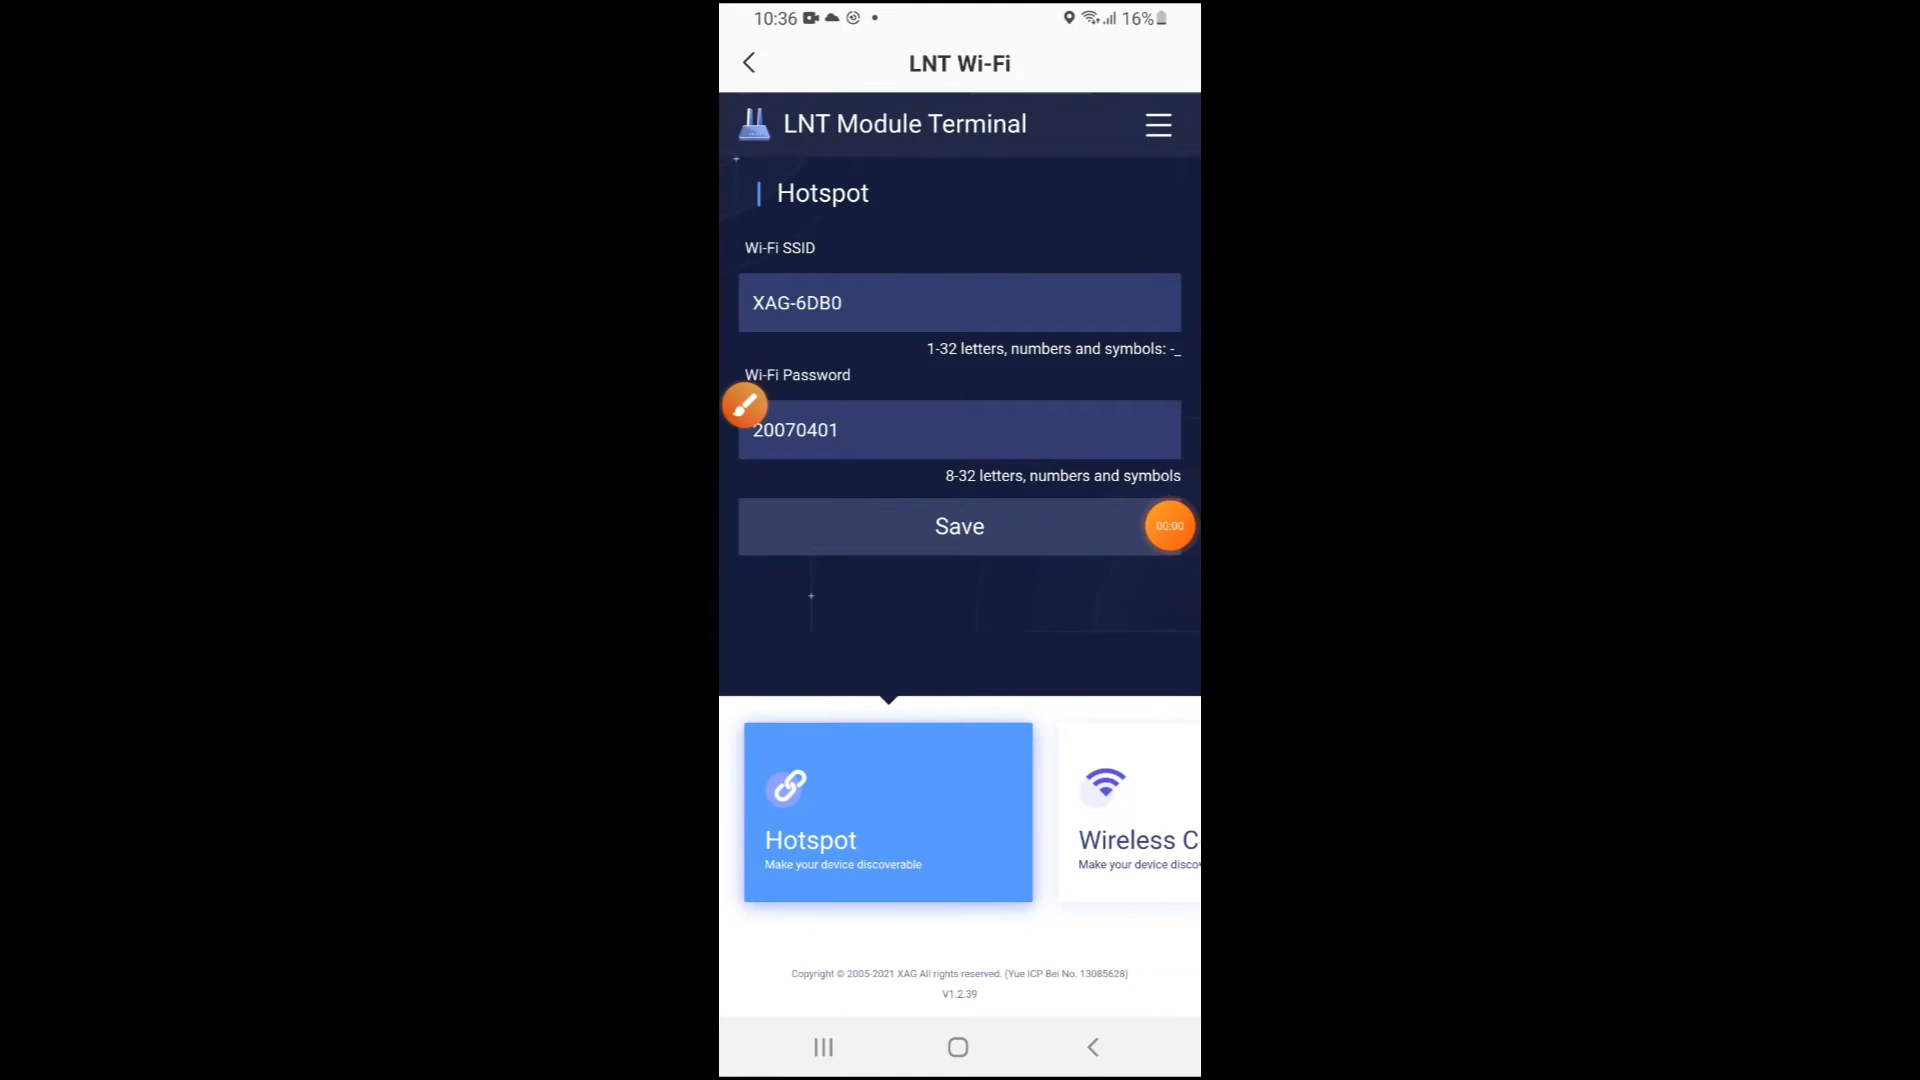 10:36
16%
LNT Wi-Fi
LNT Module Terminal
Hotspot
Wi-Fi SSID
XAG-6DB0
1-32 letters, numbers and symbols: -_
Wi-Fi Password
20070401
8-32 letters, numbers and symbols
Save
00:00
Hotspot
Make your device discoverable
Wireless C
Make your device disco
Copyright © 2005-2021 XAG All rights reserved. (Yue ICP Bei No. 13085628)
V1.2.39